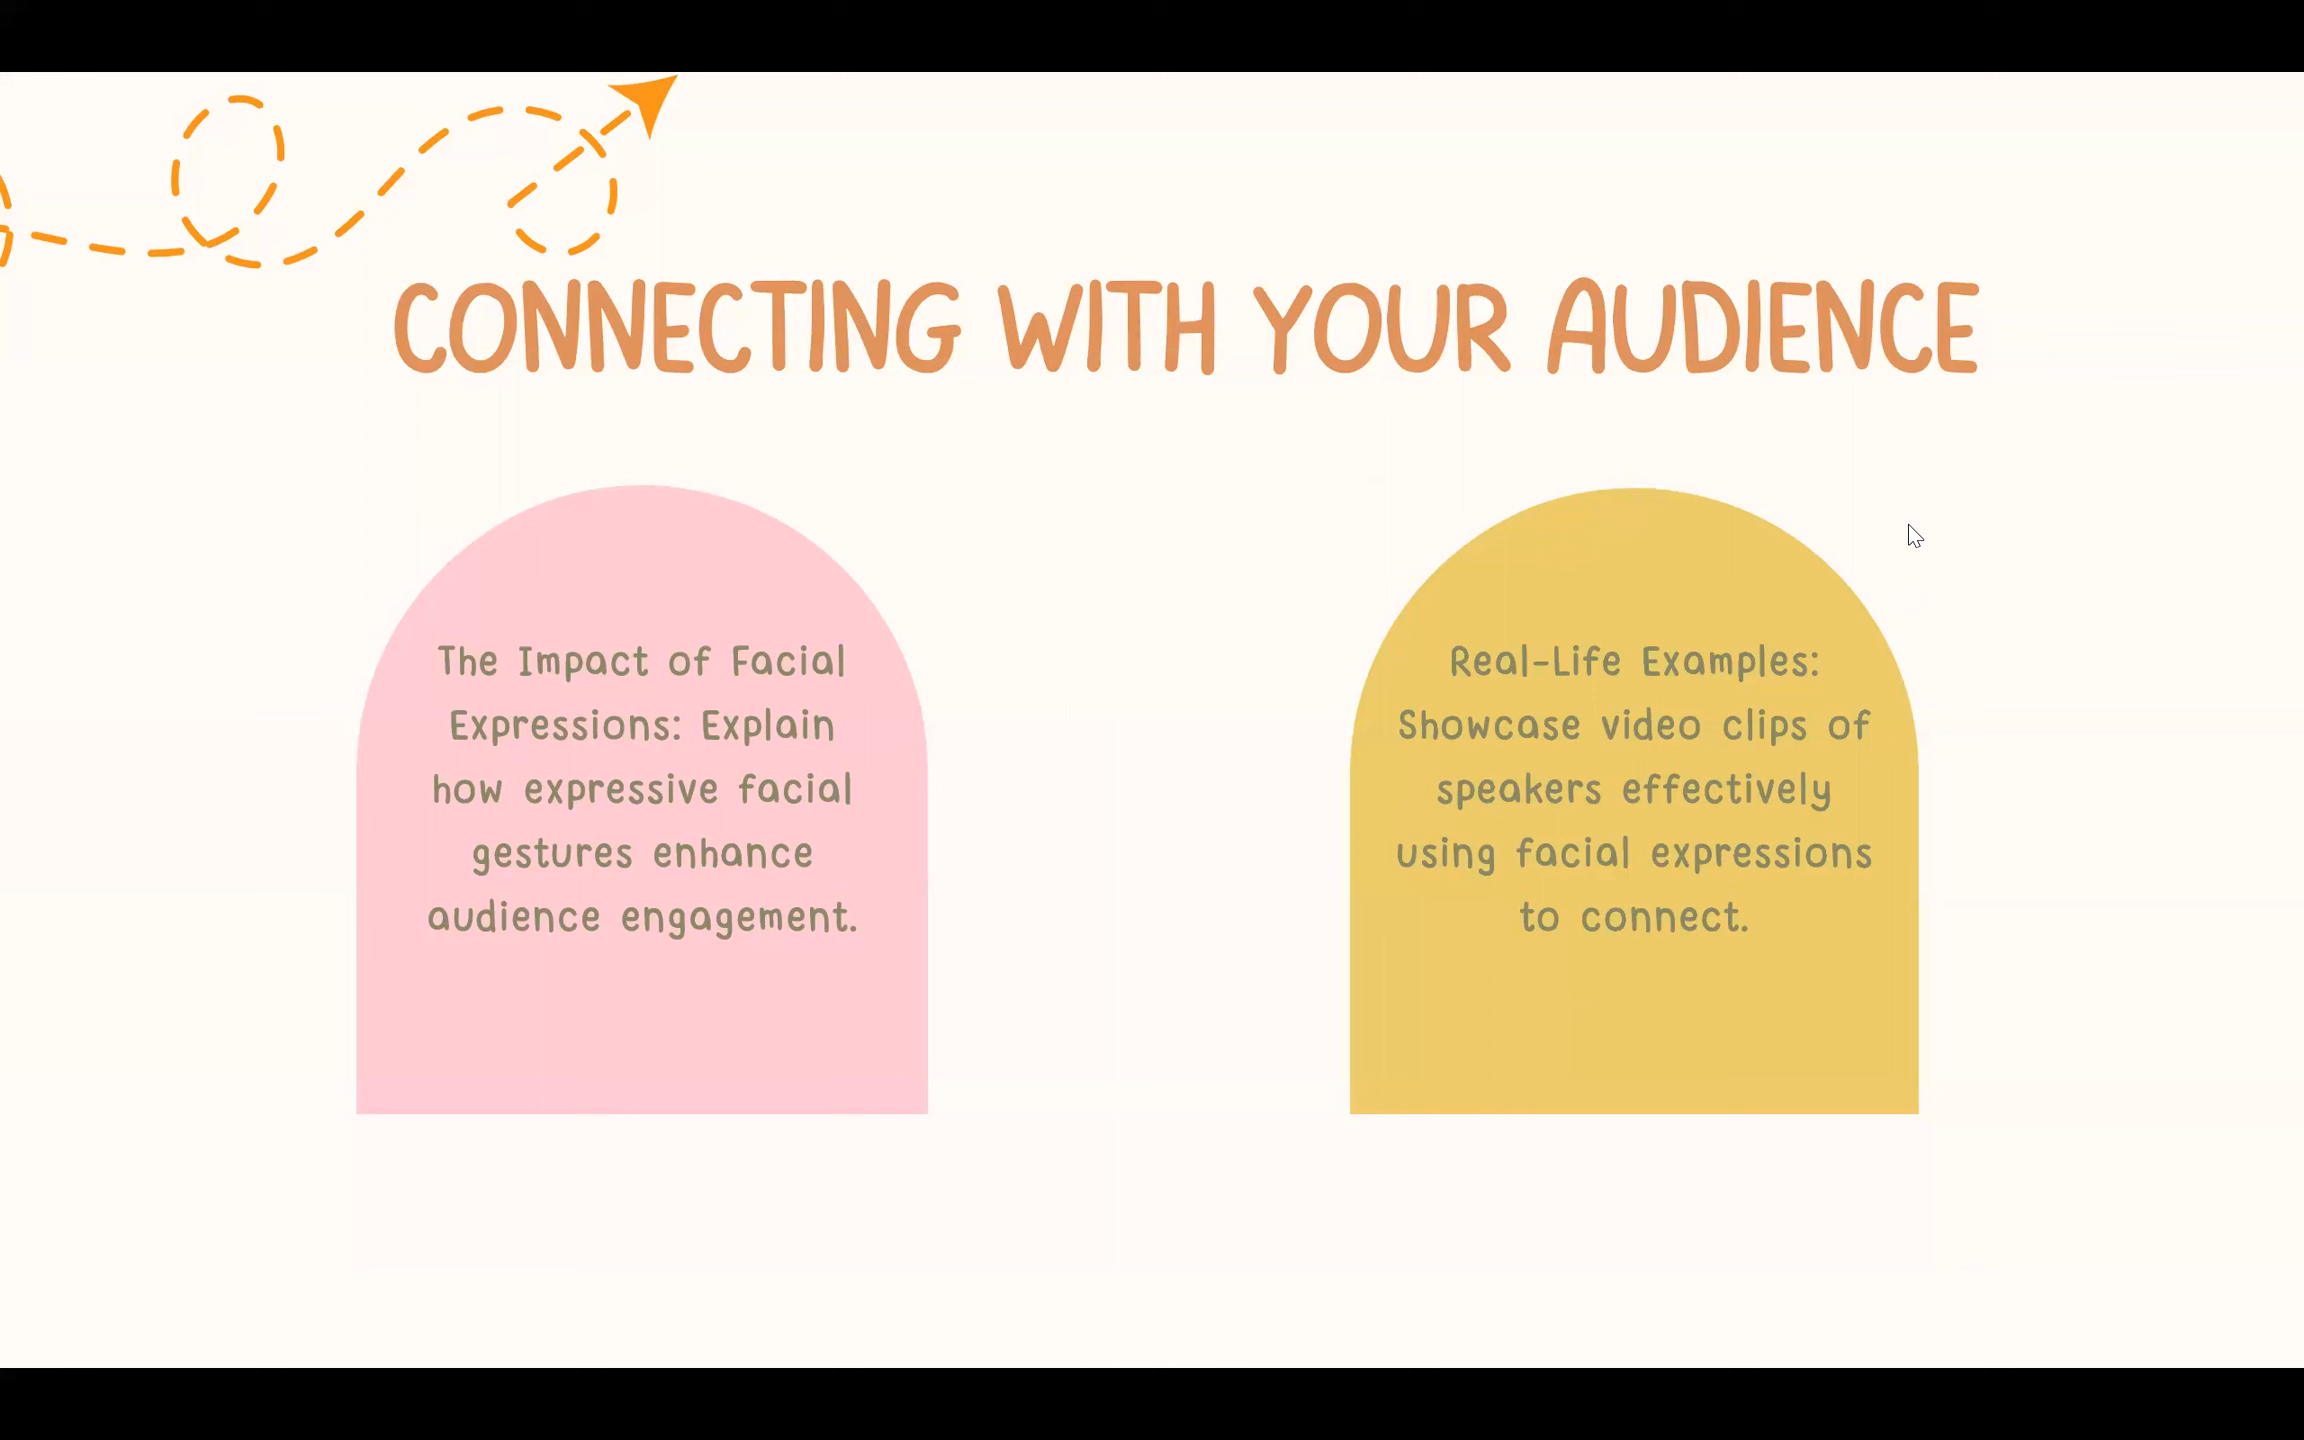 CONNECTING WITH YOUR AUDIENCE
The Impact of Facial
Expressions: Explain
how expressive facial
gestures enhance
audience engagement.
Real-Life Examples:
Showcase video clips of
speakers effectively
using facial expressions
to connect.